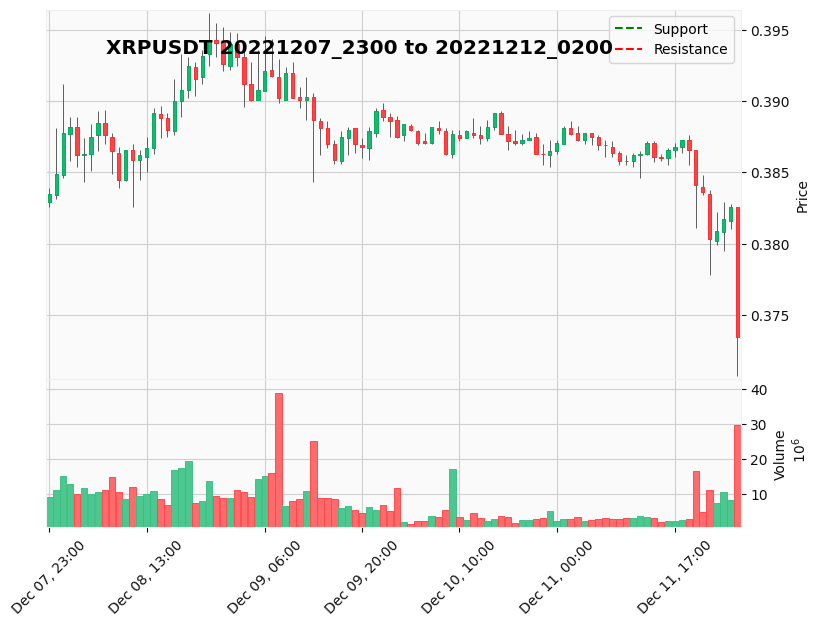 XRPUSDT 20221207_2300 to 20221212_0200
Support
Resistance
0.395
0.390
0.385
0.380
0.375
Price
40
30
20
10
Volume
10^6
Dec 07, 23:00
Dec 08, 13:00
Dec 09, 06:00
Dec 09, 20:00
Dec 10, 10:00
Dec 11, 00:00
Dec 11, 17:00